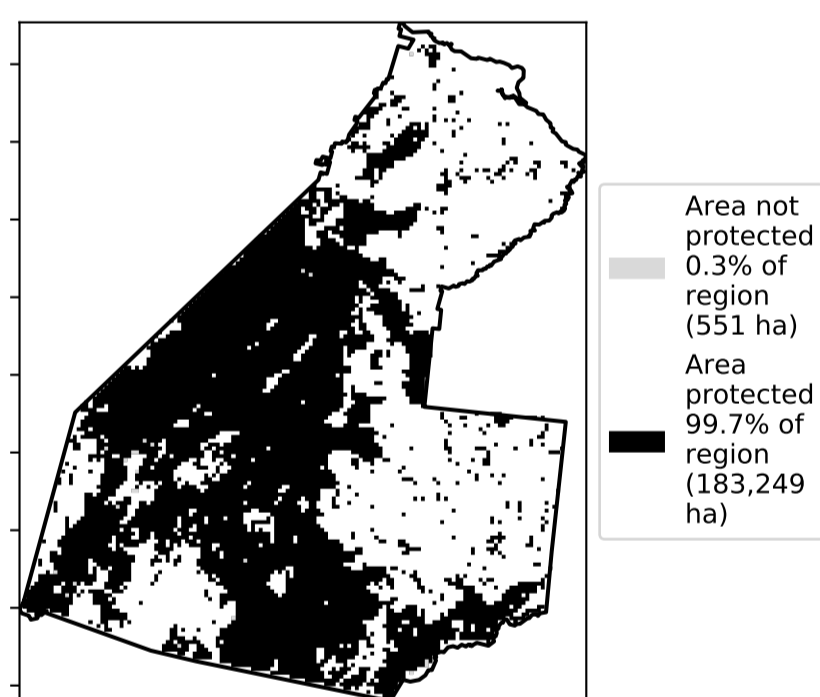 Area not
protected
0.3% of
region
(551 ha)
Area
protected
99.7% of
region
(183,249
ha)